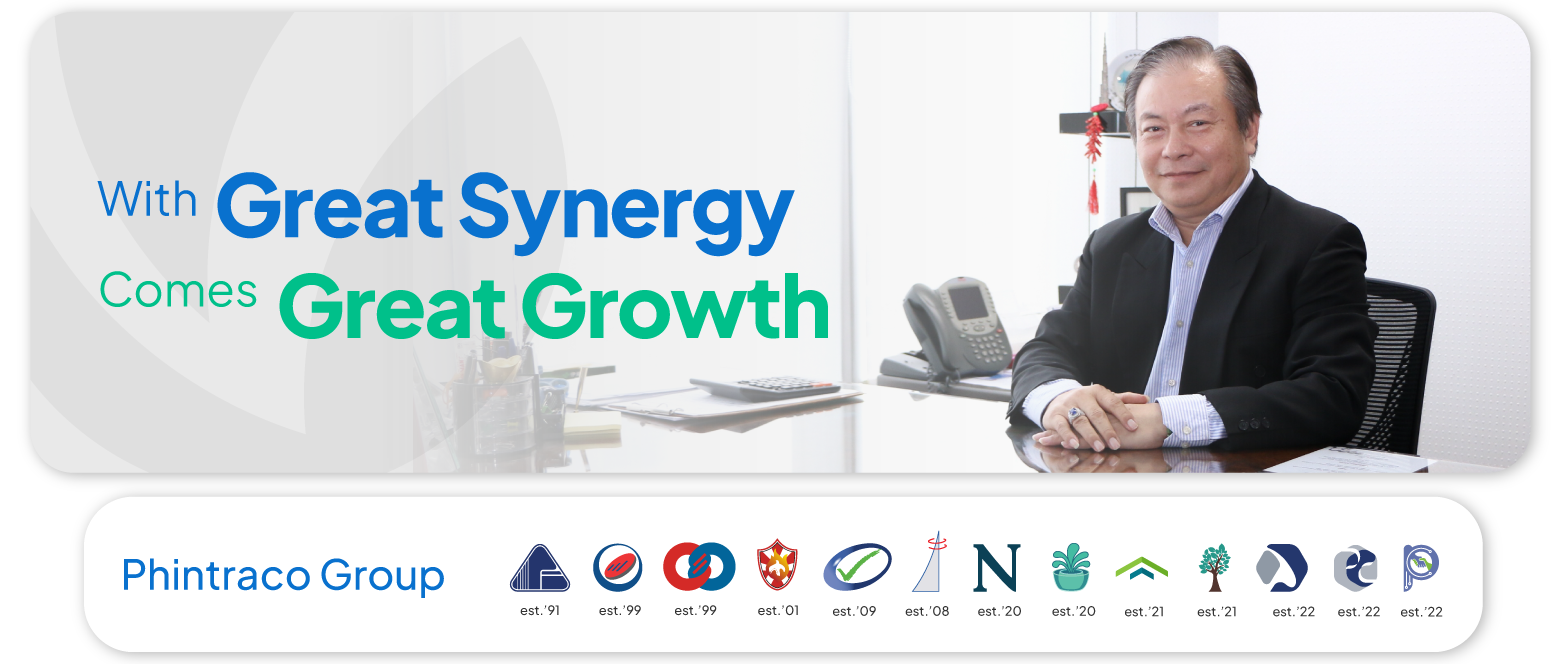 With Great Synergy
Comes Great Growth
Phintraco Group
est.'91
est.'99
est.'99
est.'01
est.'09
est.'08
N
est.'20
est.'20
est.'21
est.'21
est.'22
est.'22
est.'22